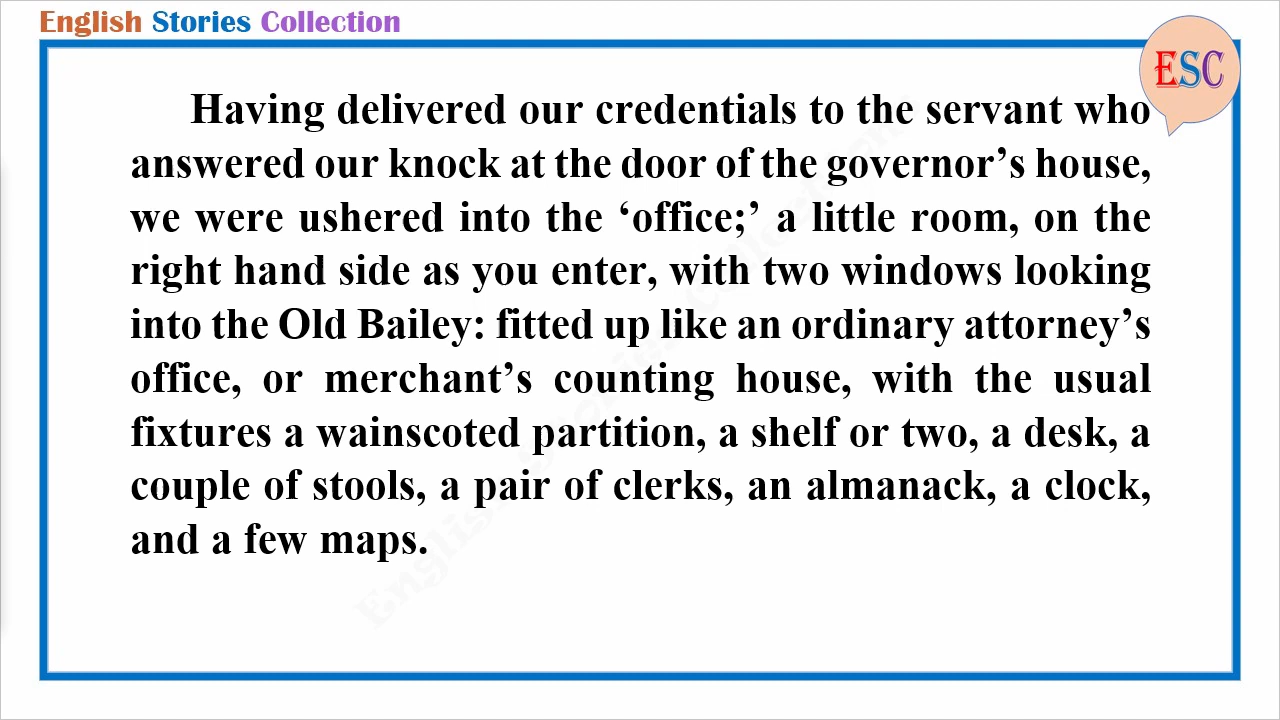 English Stories Collection
ESC
Having delivered our credentials to the servant who
answered our knock at the door of the governor’s house,
we were ushered into the ‘office;’ a little room, on the
right hand side as you enter, with two windows looking
into the Old Bailey: fitted up like an ordinary attorney’s
office, or merchant’s counting house, with the usual
fixtures a wainscoted partition, a shelf or two, a desk, a
couple of stools, a pair of clerks, an almanack, a clock,
and a few maps.
English Stories Collection